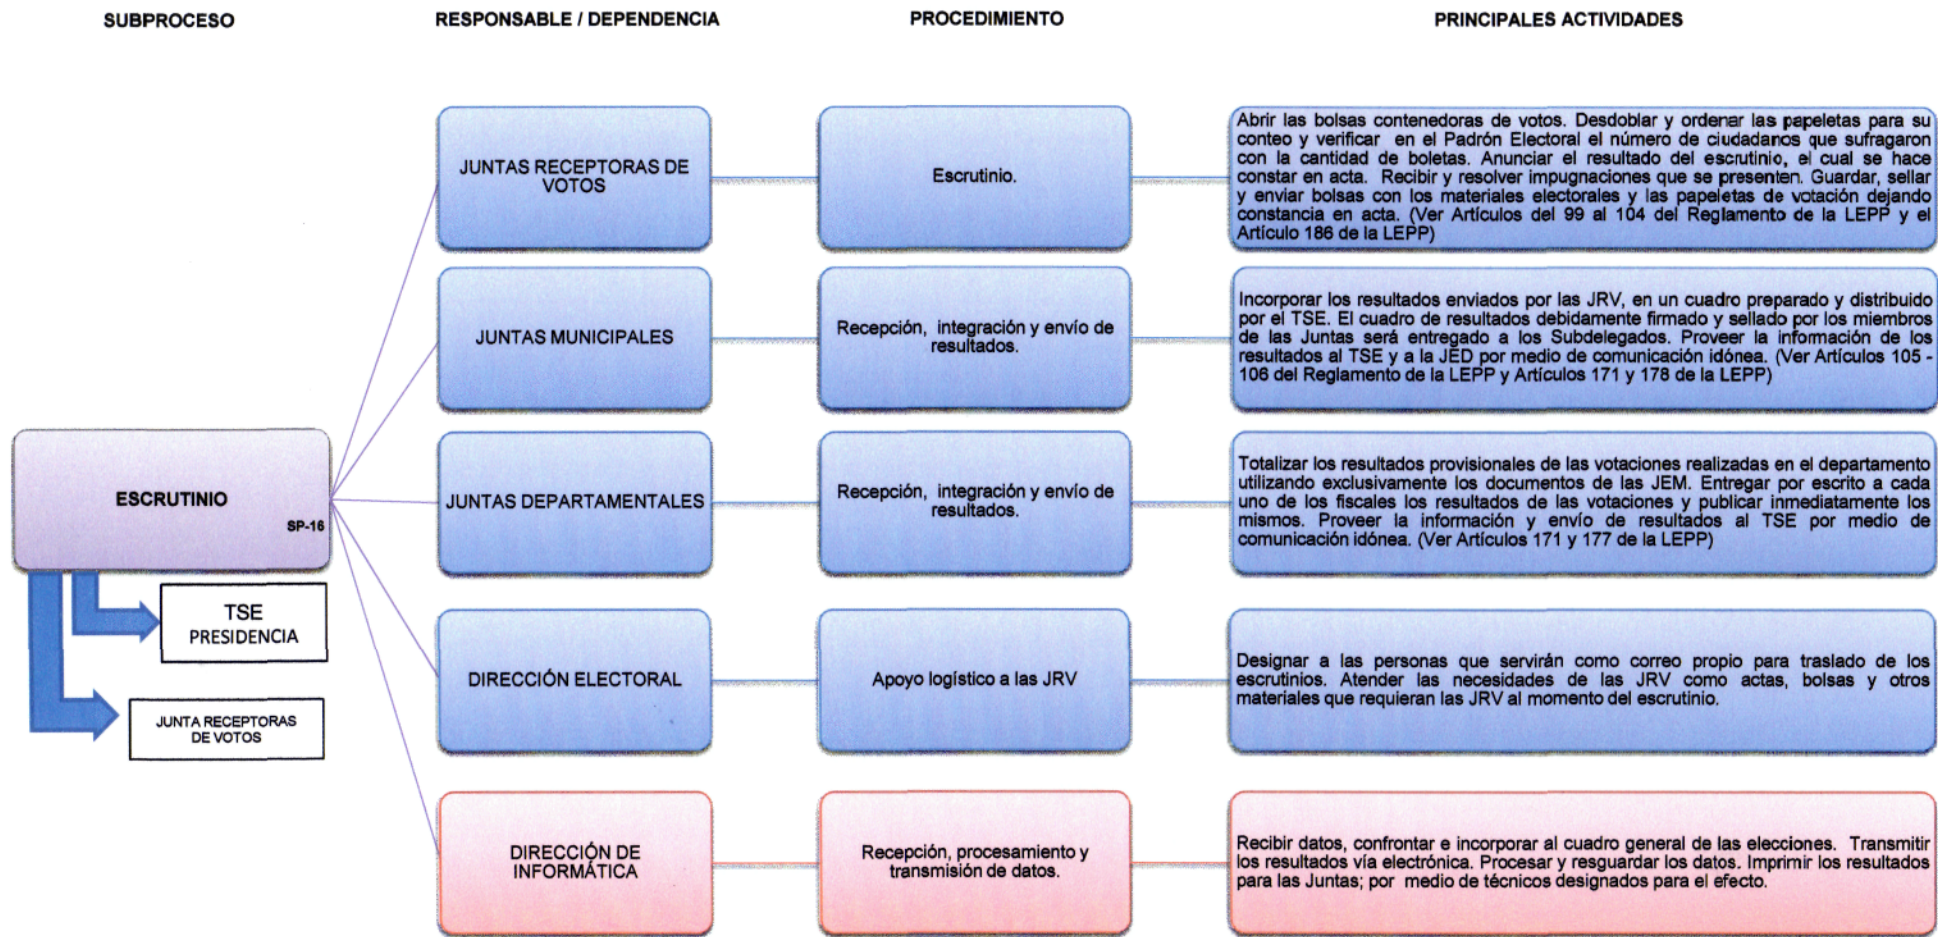 SUBPROCESO
RESPONSABLE / DEPENDENCIA
PROCEDIMIENTO
PRINCIPALES ACTIVIDADES
ESCRUTINIO
SP-16
TSE
PRESIDENCIA
JUNTA RECEPTORAS
DE VOTOS
JUNTAS RECEPTORAS DE
VOTOS
Escrutinio.
Abrir las bolsas contenedoras de votos. Desdoblar y ordenar las papeletas para su
conteo y verificar en el Padrón Electoral el número de ciudadanos que sufragaron
con la cantidad de boletas. Anunciar el resultado del escrutinio, el cual se hace
constar en acta. Recibir y resolver impugnaciones que se presenten. Guardar, sellar
y enviar bolsas con los materiales electorales y las papeletas de votación dejando
constancia en acta. (Ver Artículos del 99 al 104 del Reglamento de la LEPP y el
Artículo 186 de la LEPP)
JUNTAS MUNICIPALES
Recepción, integración y envío de
resultados.
Incorporar los resultados enviados por las JRV, en un cuadro preparado y distribuido
por el TSE. El cuadro de resultados debidamente firmado y sellado por los miembros
de las Juntas será entregado a los Subdelegados. Proveer la información de los
resultados al TSE y a la JED por medio de comunicación idónea. (Ver Artículos 105 -
106 del Reglamento de la LEPP y Artículos 171 y 178 de la LEPP)
JUNTAS DEPARTAMENTALES
Recepción, integración y envío de
resultados.
Totalizar los resultados provisionales de las votaciones realizadas en el departamento
utilizando exclusivamente los documentos de las JEM. Entregar por escrito a cada
uno de los fiscales los resultados de las votaciones y publicar inmediatamente los
mismos. Proveer la información y envío de resultados al TSE por medio de
comunicación idónea. (Ver Artículos 171 y 177 de la LEPP)
DIRECCIÓN ELECTORAL
Apoyo logístico a las JRV
Designar a las personas que servirán como correo propio para traslado de los
escrutinios. Atender las necesidades de las JRV como actas, bolsas y otros
materiales que requieran las JRV al momento del escrutinio.
DIRECCIÓN DE
INFORMÁTICA
Recepción, procesamiento y
transmisión de datos.
Recibir datos, confrontar e incorporar al cuadro general de las elecciones. Transmitir
los resultados vía electrónica. Procesar y resguardar los datos. Imprimir los resultados
para las Juntas; por medio de técnicos designados para el efecto.